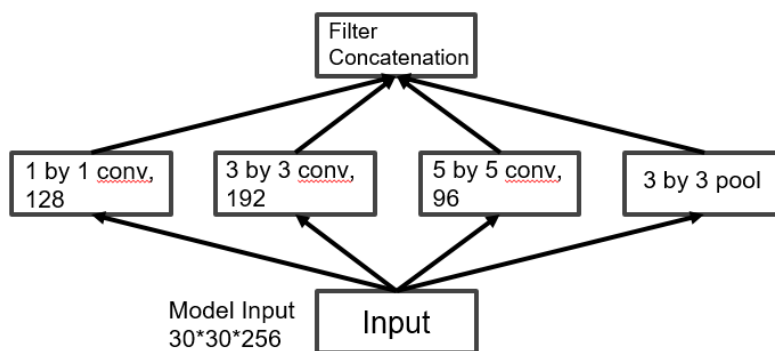 Filter
Concatenation
1 by 1 conv,
128
3 by 3 conv,
192
5 by 5 conv,
96
3 by 3 pool
Model Input
30*30*256
Input